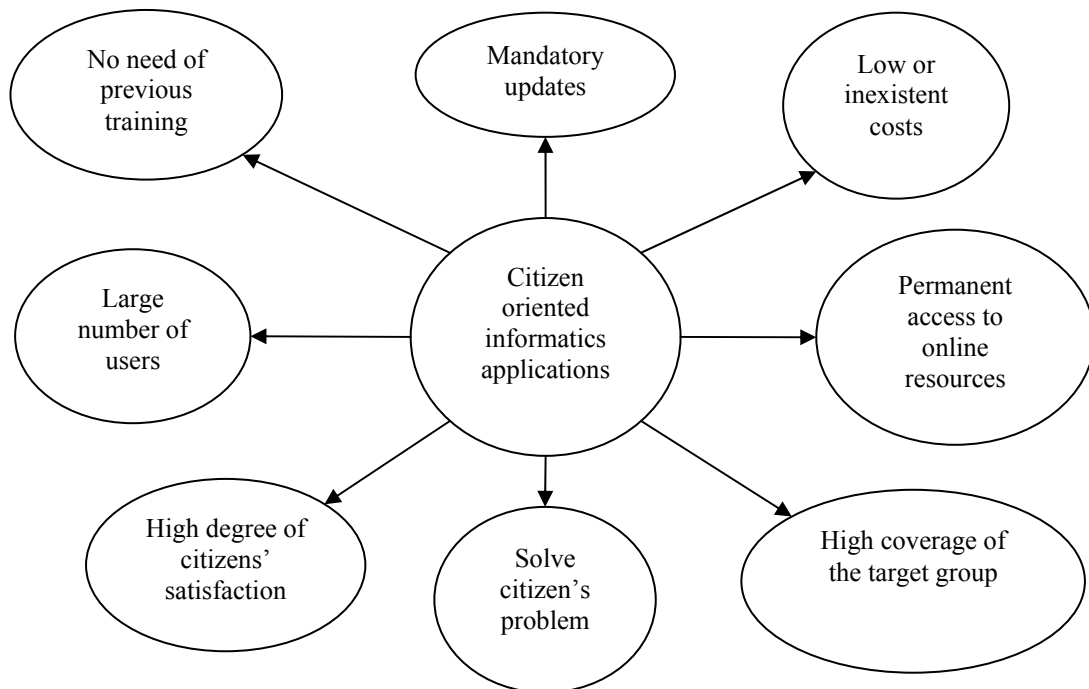 No need of
previous
training
Mandatory
updates
Low or
inexistent
costs
Large
number of
users
Citizen
oriented
informatics
applications
Permanent
access to
online
resources
High degree of
citizens’
satisfaction
Solve
citizen’s
problem
High coverage of
the target group